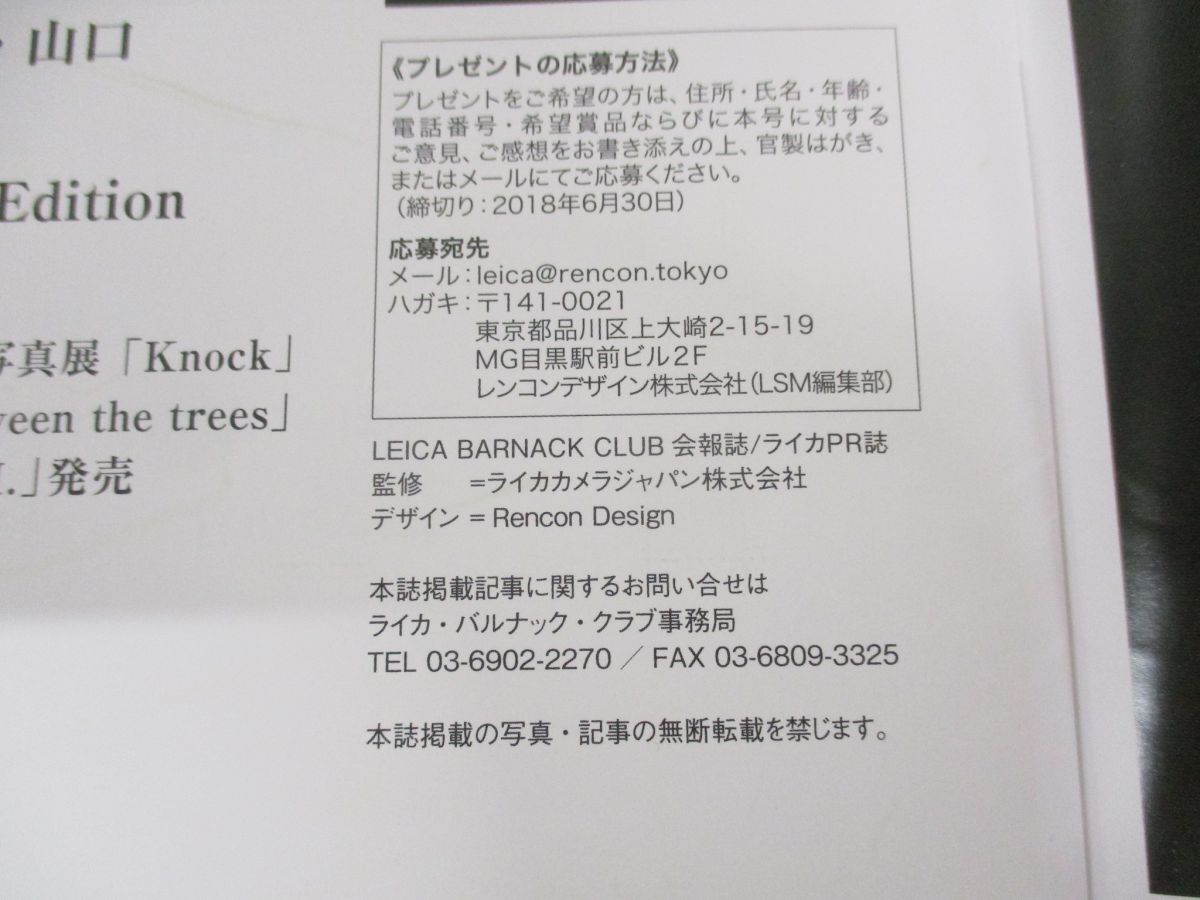 山口
Edition
写真展「Knock」
ween the trees」
.」発売
《プレゼントの応募方法》
プレゼントをご希望の方は、住所・氏名・年齢・
電話番号・希望賞品ならびに本号に対する
ご意見、ご感想をお書き添えの上、官製はがき、
またはメールにてご応募ください。
（締切り：2018年6月30日）
応募宛先
メール：leica@rencon.tokyo
ハガキ：〒141-0021
東京都品川区上大崎2-15-19
MG目黒駅前ビル2F
レンコンデザイン株式会社（LSM編集部）
LEICA BARNACK CLUB 会報誌/ライカPR誌
監修　=ライカカメラジャパン株式会社
デザイン = Rencon Design
本誌掲載記事に関するお問い合せは
ライカ・バルナック・クラブ事務局
TEL 03-6902-2270 ／ FAX 03-6809-3325
本誌掲載の写真・記事の無断転載を禁じます。